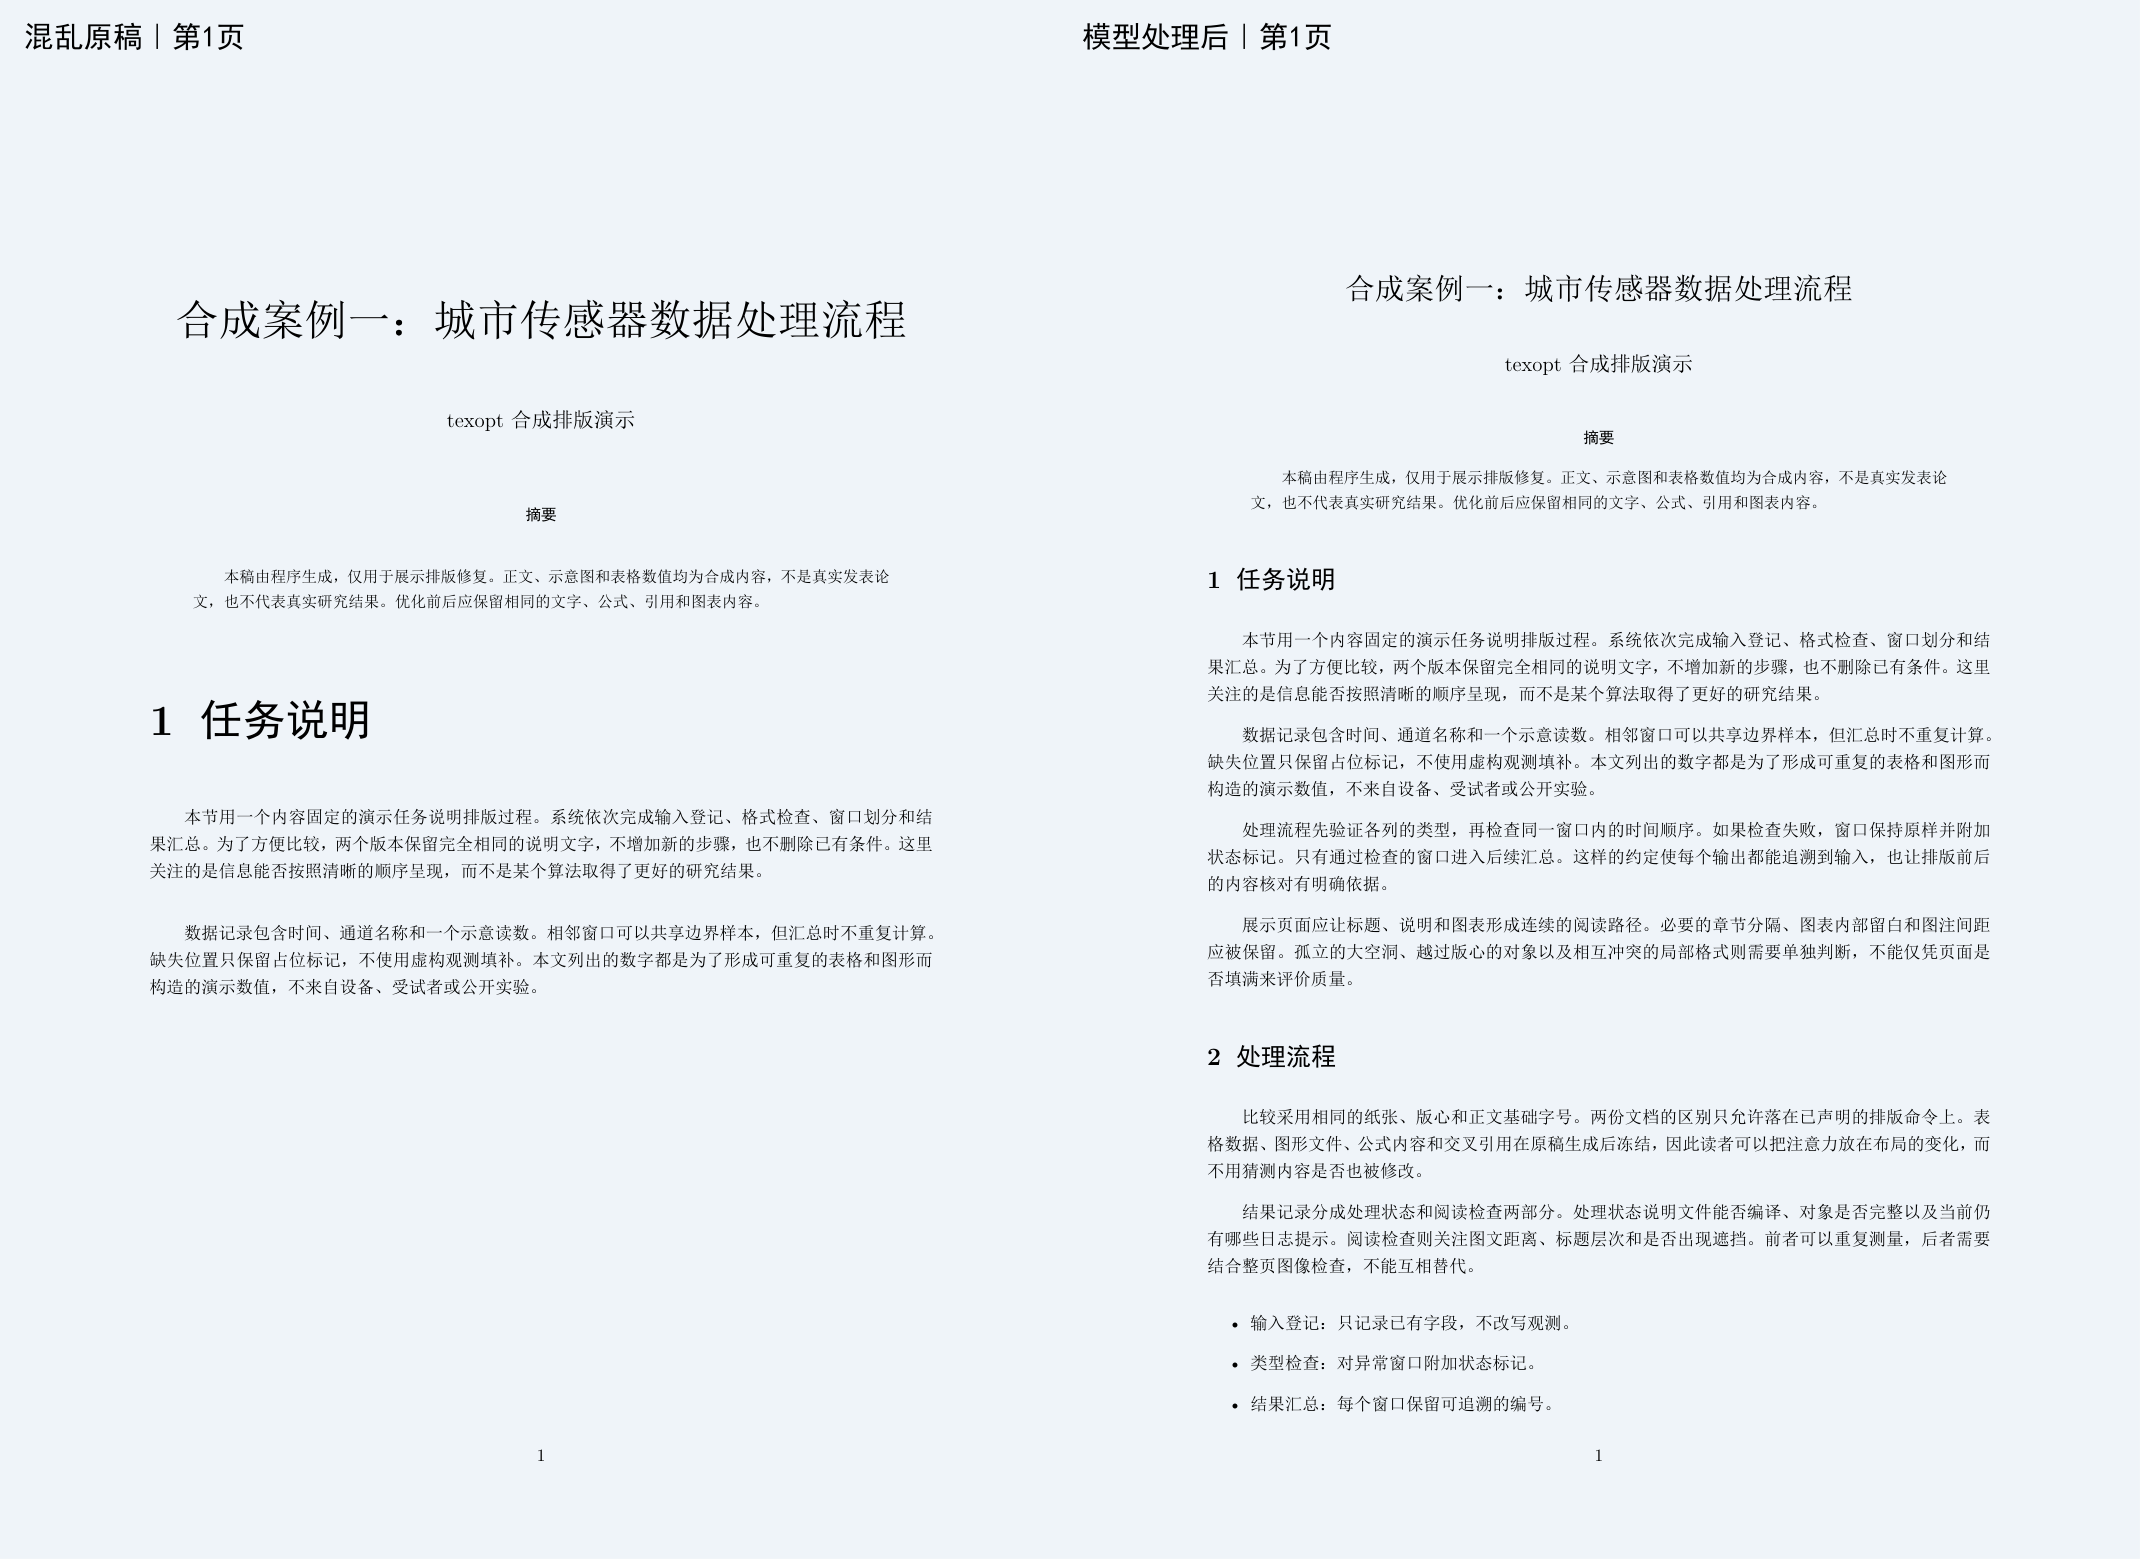 混乱原稿｜第1页
合成案例一：城市传感器数据处理流程
texopt 合成排版演示
摘要
本稿由程序生成，仅用于展示排版修复。正文、示意图和表格数值均为合成内容，不是真实发表论
文，也不代表真实研究结果。优化前后应保留相同的文字、公式、引用和图表内容。
1 任务说明
本节用一个内容固定的演示任务说明排版过程。系统依次完成输入登记、格式检查、窗口划分和结
果汇总。为了方便比较，两个版本保留完全相同的说明文字，不增加新的步骤，也不删除已有条件。这里
关注的是信息能否按照清晰的顺序呈现，而不是某个算法取得了更好的研究结果。
数据记录包含时间、通道名称和一个示意读数。相邻窗口可以共享边界样本，但汇总时不重复计算。
缺失位置只保留占位标记，不使用虚构观测填补。本文列出的数字都是为了形成可重复的表格和图形而
构造的演示数值，不来自设备、受试者或公开实验。
1
模型处理后｜第1页
合成案例一：城市传感器数据处理流程
texopt 合成排版演示
摘要
本稿由程序生成，仅用于展示排版修复。正文、示意图和表格数值均为合成内容，不是真实发表论
文，也不代表真实研究结果。优化前后应保留相同的文字、公式、引用和图表内容。
1 任务说明
本节用一个内容固定的演示任务说明排版过程。系统依次完成输入登记、格式检查、窗口划分和结
果汇总。为了方便比较，两个版本保留完全相同的说明文字，不增加新的步骤，也不删除已有条件。这里
关注的是信息能否按照清晰的顺序呈现，而不是某个算法取得了更好的研究结果。
数据记录包含时间、通道名称和一个示意读数。相邻窗口可以共享边界样本，但汇总时不重复计算。
缺失位置只保留占位标记，不使用虚构观测填补。本文列出的数字都是为了形成可重复的表格和图形而
构造的演示数值，不来自设备、受试者或公开实验。
处理流程先验证各列的类型，再检查同一窗口内的时间顺序。如果检查失败，窗口保持原样并附加
状态标记。只有通过检查的窗口进入后续汇总。这样的约定使每个输出都能追溯到输入，也让排版前后
的内容核对有明确依据。
展示页面应让标题、说明和图表形成连续的阅读路径。必要的章节分隔、图表内部留白和图注间距
应被保留。孤立的大空洞、越过版心的对象以及相互冲突的局部格式则需要单独判断，不能仅凭页面是
否填满来评价质量。
2 处理流程
比较采用相同的纸张、版心和正文基础字号。两份文档的区别只允许落在已声明的排版命令上。表
格数据、图形文件、公式内容和交叉引用在原稿生成后冻结，因此读者可以把注意力放在布局的变化，而
不用猜测内容是否也被修改。
结果记录分成处理状态和阅读检查两部分。处理状态说明文件能否编译、对象是否完整以及当前仍
有哪些日志提示。阅读检查则关注图文距离、标题层次和是否出现遮挡。前者可以重复测量，后者需要
结合整页图像检查，不能互相替代。
• 输入登记：只记录已有字段，不改写观测。
• 类型检查：对异常窗口附加状态标记。
• 结果汇总：每个窗口保留可追溯的编号。
1